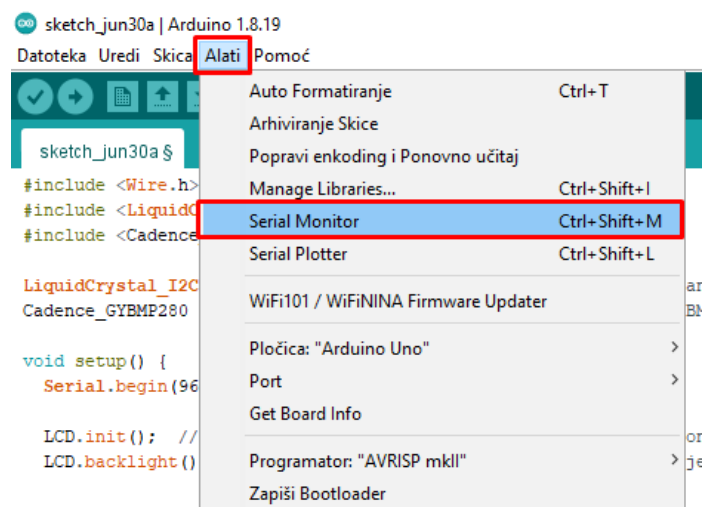 sketch_jun30a | Arduino 1.8.19
Datoteka Uredi Skica Alati Pomoć
Auto Formatiranje Ctrl+T
Arhiviranje Skice
sketch_jun30a §
Popravi enkoding i Ponovno učitaj
#include <Wire.h>
Manage Libraries... Ctrl+Shift+I
#include <LiquidC
Serial Monitor Ctrl+Shift+M
#include <Cadence
Serial Plotter Ctrl+Shift+L
LiquidCrystal_I2C
WiFi101 / WiFiNINA Firmware Updater
Cadence_GYBMP280
Pločica: "Arduino Uno"
void setup() {
Port
Serial.begin(96
Get Board Info
LCD.init(); //
LCD.backlight()
Programator: "AVRISP mkII"
Zapiši Bootloader